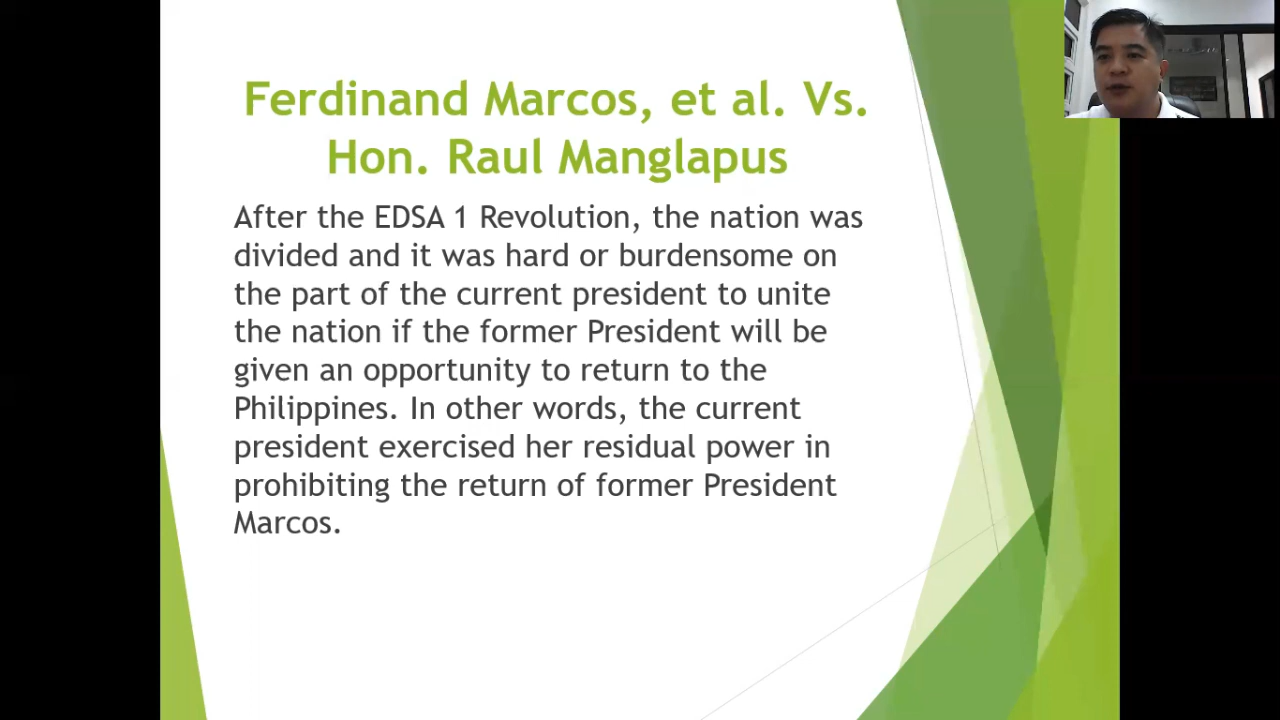 Ferdinand Marcos, et al. Vs.
Hon. Raul Manglapus
After the EDSA 1 Revolution, the nation was
divided and it was hard or burdensome on
the part of the current president to unite
the nation if the former President will be
given an opportunity to return to the
Philippines. In other words, the current
president exercised her residual power in
prohibiting the return of former President
Marcos.